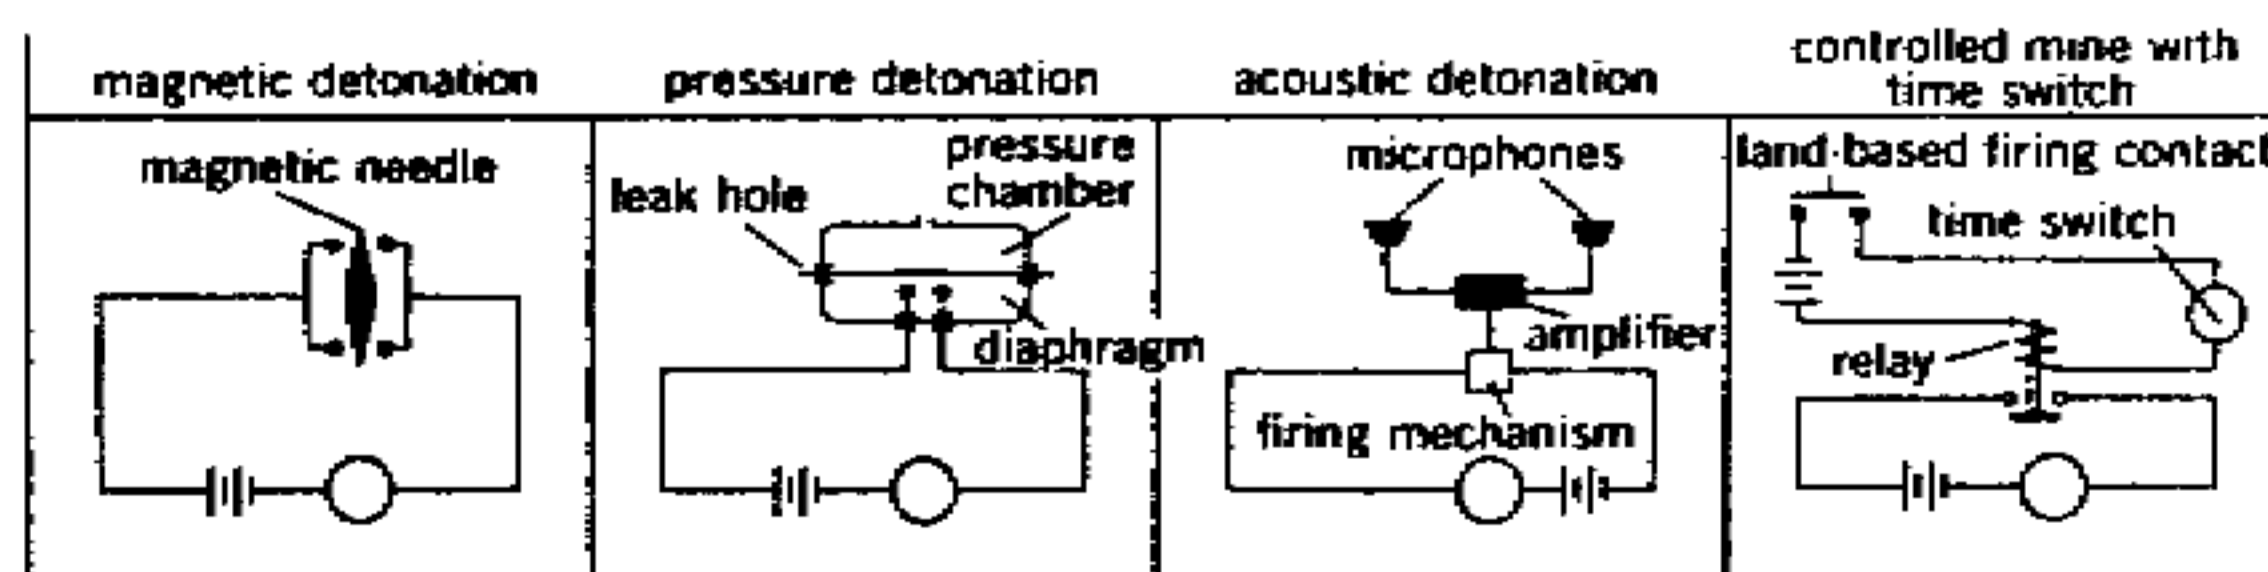 magnetic detonation
pressure detonation
acoustic detonation
controlled mine with
time switch
magnetic needle
leak hole
pressure
chamber
diaphragm
microphones
amplifier
firing mechanism
land-based firing contact
time switch
relay